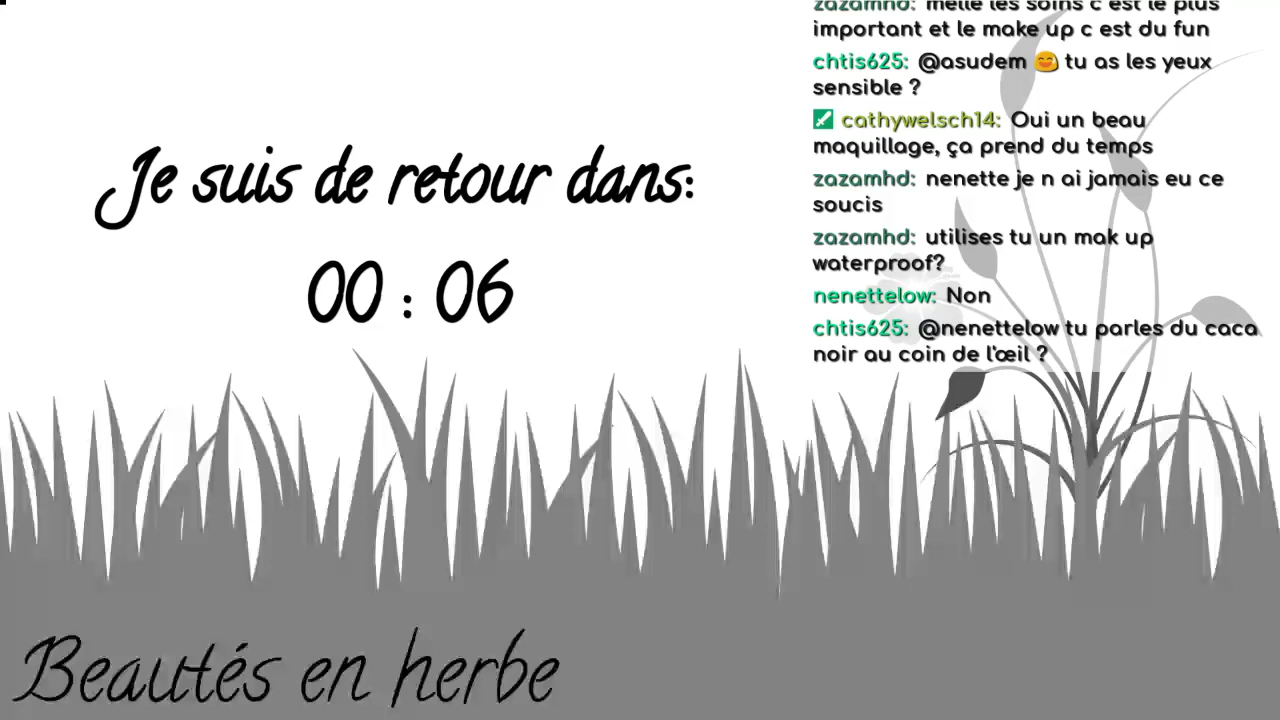 Je suis de retour dans:
00 : 06
zazamhd: melle les soins c est le plus
important et le make up c est du fun
chtis625: @asudem 😊 tu as les yeux
sensible ?
cathywelsch14: Oui un beau
maquillage, ça prend du temps
zazamhd: nenette je n ai jamais eu ce
soucis
zazamhd: utilises tu un mak up
waterproof?
nenettelow: Non
chtis625: @nenettelow tu parles du caca
noir au coin de l'œil ?
Beautés en herbe